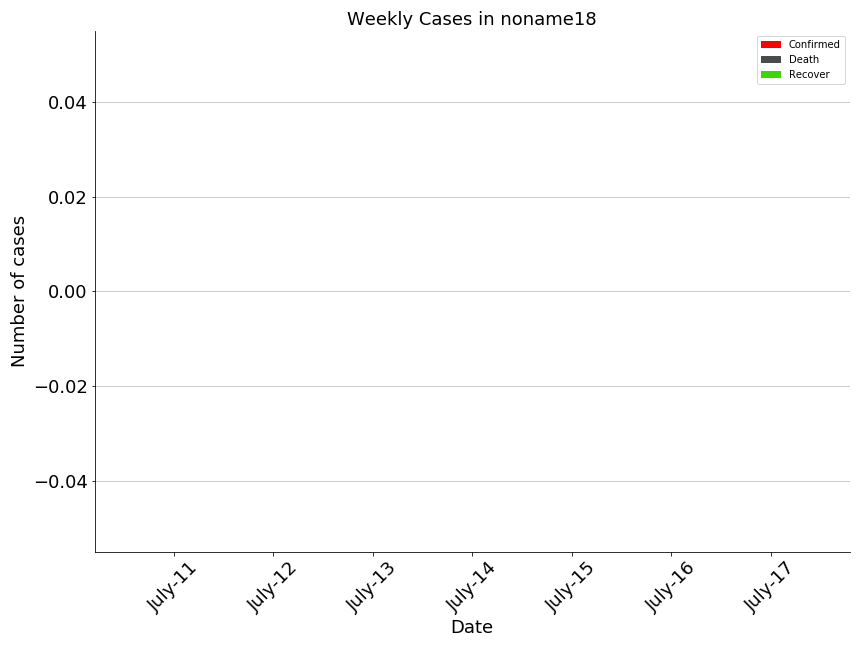 Weekly Cases in noname18
Confirmed
Death
Recover
Number of cases
0.04
0.02
0.00
−0.02
−0.04
July-11
July-12
July-13
July-14
July-15
July-16
July-17
Date